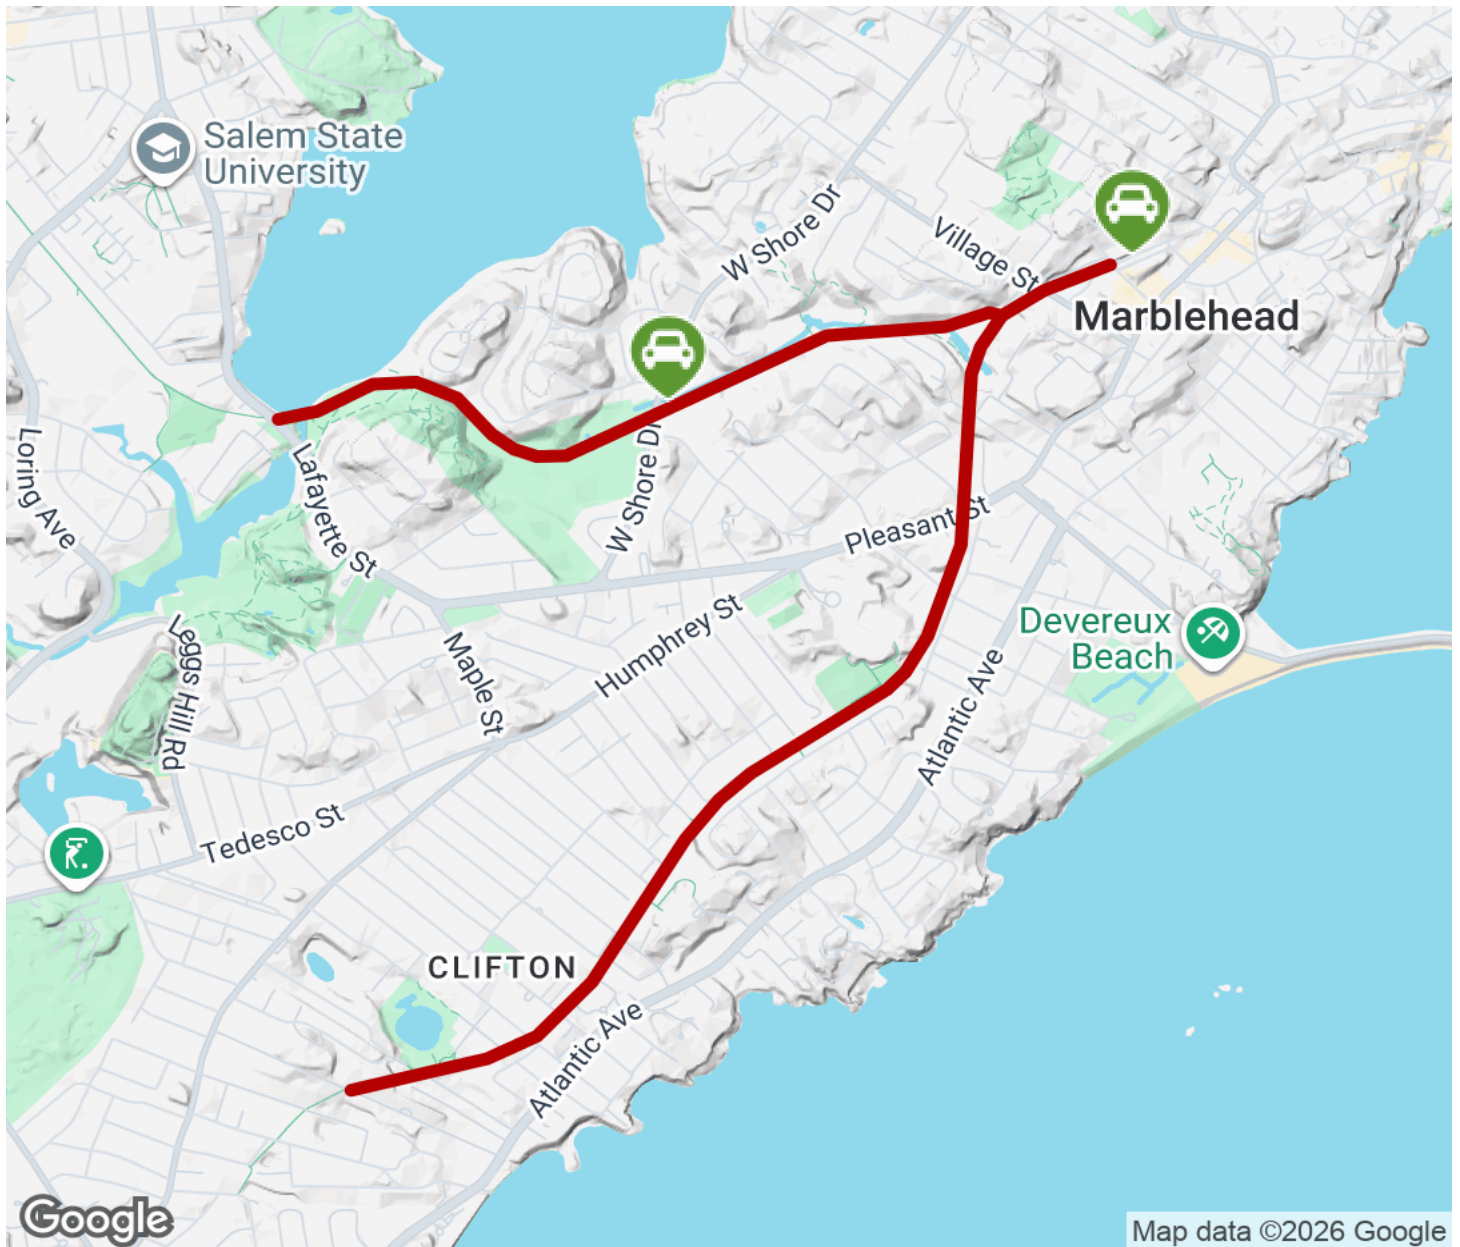 Salem State
University
W Shore Dr
Village St
Marblehead
Loring Ave
Lafayette St
W Shore Dr
Pleasant St
Devereux
Beach
Leggs Hill Rd
Maple St
Humphrey St
Atlantic Ave
Tedesco St
CLIFTON
Atlantic Ave
Google
Map data ©2026 Google